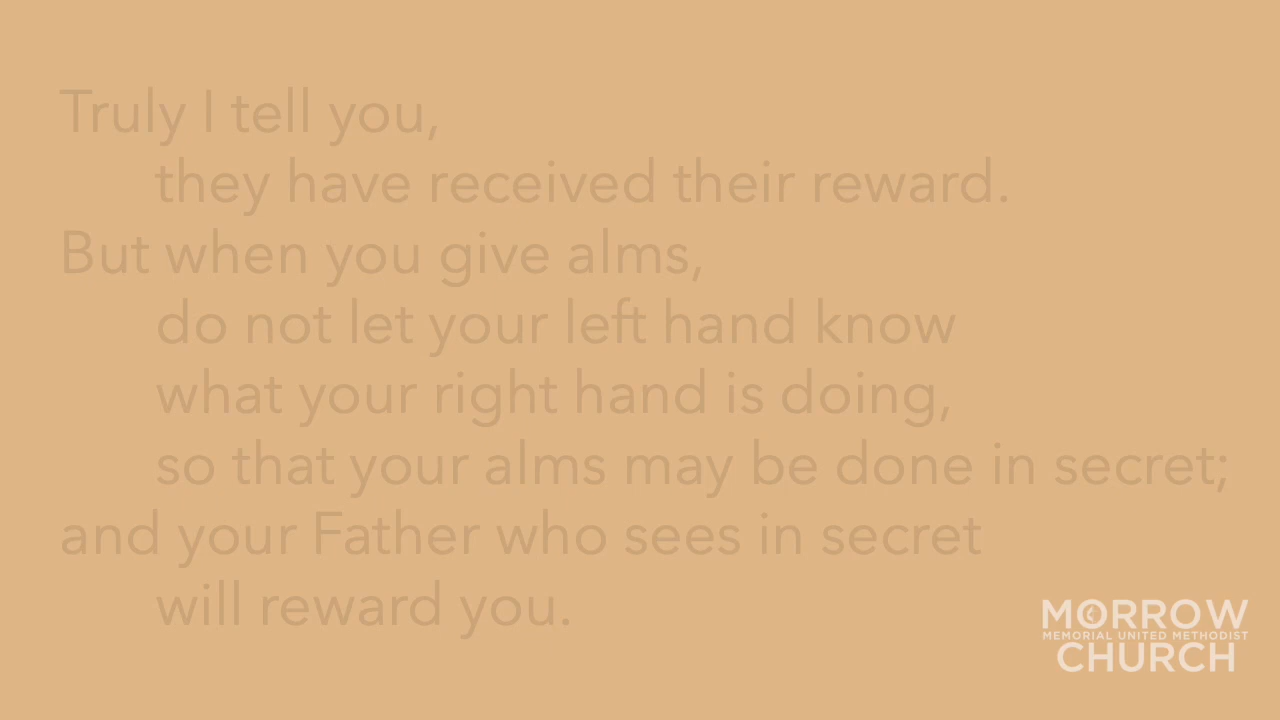 Truly I tell you,
they have received their reward.
But when you give alms,
do not let your left hand know
what your right hand is doing,
so that your alms may be done in secret;
and your Father who sees in secret
will reward you.
MORROW
MEMORIAL UNITED METHODIST
CHURCH